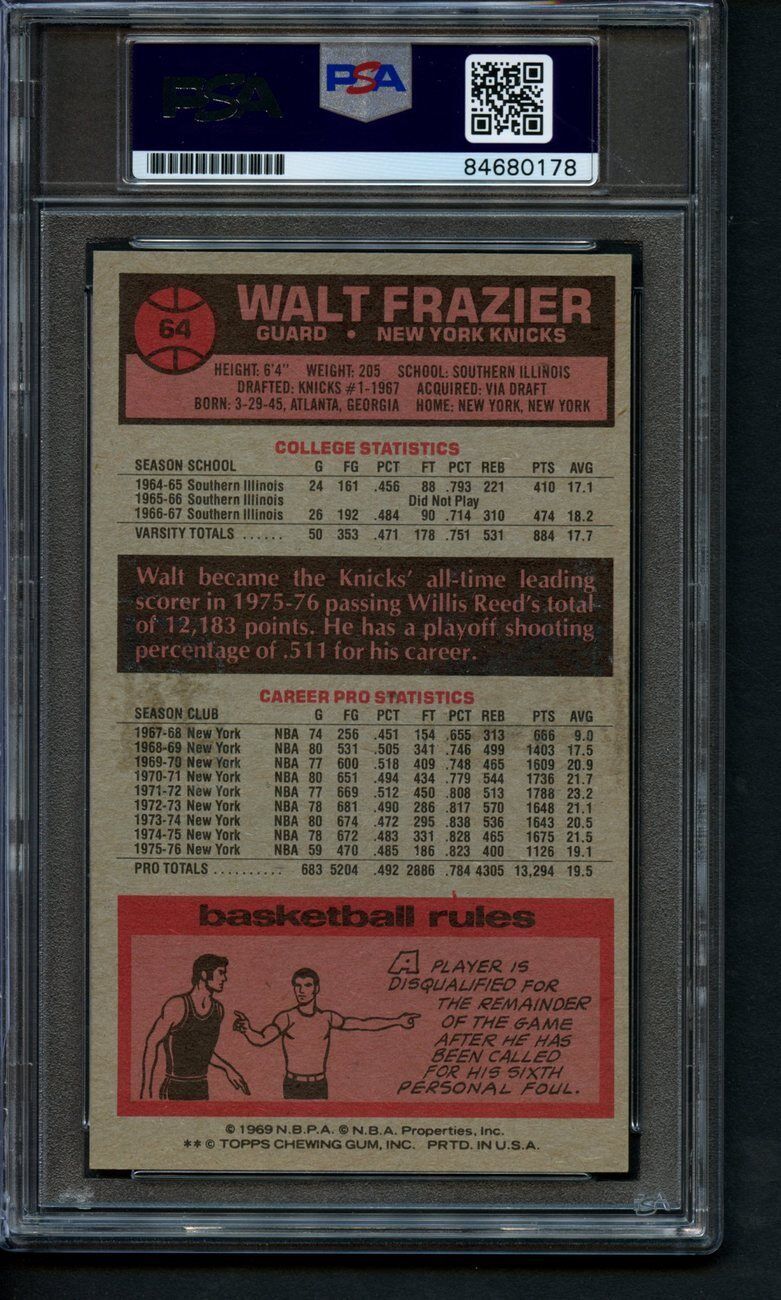 PSA
PSA
84680178
64
WALT FRAZIER
GUARD • NEW YORK KNICKS
HEIGHT: 6'4" WEIGHT: 205 SCHOOL: SOUTHERN ILLINOIS
DRAFTED: KNICKS #1-1967 ACQUIRED: VIA DRAFT
BORN: 3-29-45, ATLANTA, GEORGIA HOME: NEW YORK, NEW YORK
COLLEGE STATISTICS
SEASON SCHOOL G FG PCT FT PCT REB PTS AVG
1964-65 Southern Illinois 24 161 .456 88 .793 221 410 17.1
1965-66 Southern Illinois Did Not Play
1966-67 Southern Illinois 26 192 .484 90 .714 310 474 18.2
VARSITY TOTALS ...... 50 353 .471 178 .751 531 884 17.7
Walt became the Knicks' all-time leading
scorer in 1975-76 passing Willis Reed's total
of 12,183 points. He has a playoff shooting
percentage of .511 for his career.
CAREER PRO STATISTICS
SEASON CLUB G FG PCT FT PCT REB PTS AVG
1967-68 New York NBA 74 256 .451 154 .655 313 666 9.0
1968-69 New York NBA 80 531 .505 341 .746 499 1403 17.5
1969-70 New York NBA 77 600 .518 409 .748 465 1609 20.9
1970-71 New York NBA 80 651 .494 434 .779 544 1736 21.7
1971-72 New York NBA 77 669 .512 450 .808 513 1788 23.2
1972-73 New York NBA 78 681 .490 286 .817 570 1648 21.1
1973-74 New York NBA 80 674 .472 295 .838 536 1643 20.5
1974-75 New York NBA 78 672 .483 331 .828 465 1675 21.5
1975-76 New York NBA 59 470 .485 186 .823 400 1126 19.1
PRO TOTALS .......... 683 5204 .492 2886 .784 4305 13,294 19.5
basketball rules
A PLAYER IS
DISQUALIFIED FOR
THE REMAINDER
OF THE GAME
AFTER HE HAS
BEEN CALLED
FOR HIS SIXTH
PERSONAL FOUL.
© 1969 N.B.P.A. © N.B.A. Properties, Inc.
** © TOPPS CHEWING GUM, INC. PRTD. IN U.S.A.
PSA